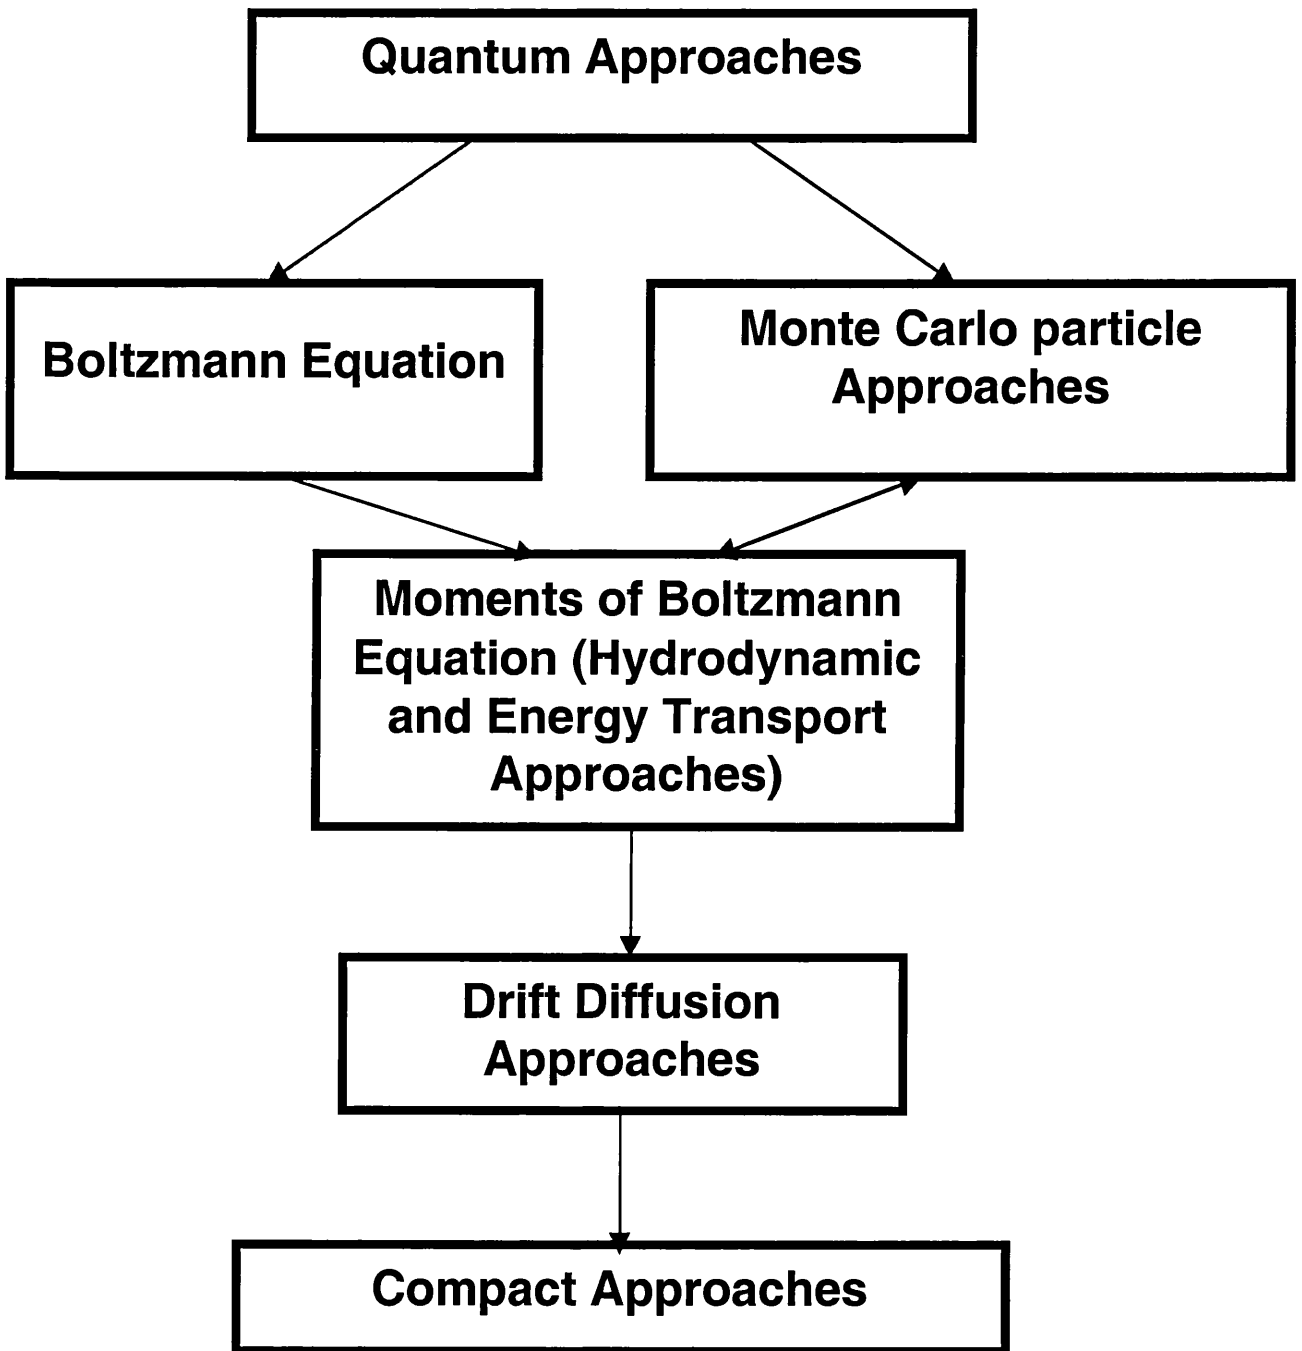 Quantum Approaches
Boltzmann Equation
Monte Carlo particle
Approaches
Moments of Boltzmann
Equation (Hydrodynamic
and Energy Transport
Approaches)
Drift Diffusion
Approaches
Compact Approaches